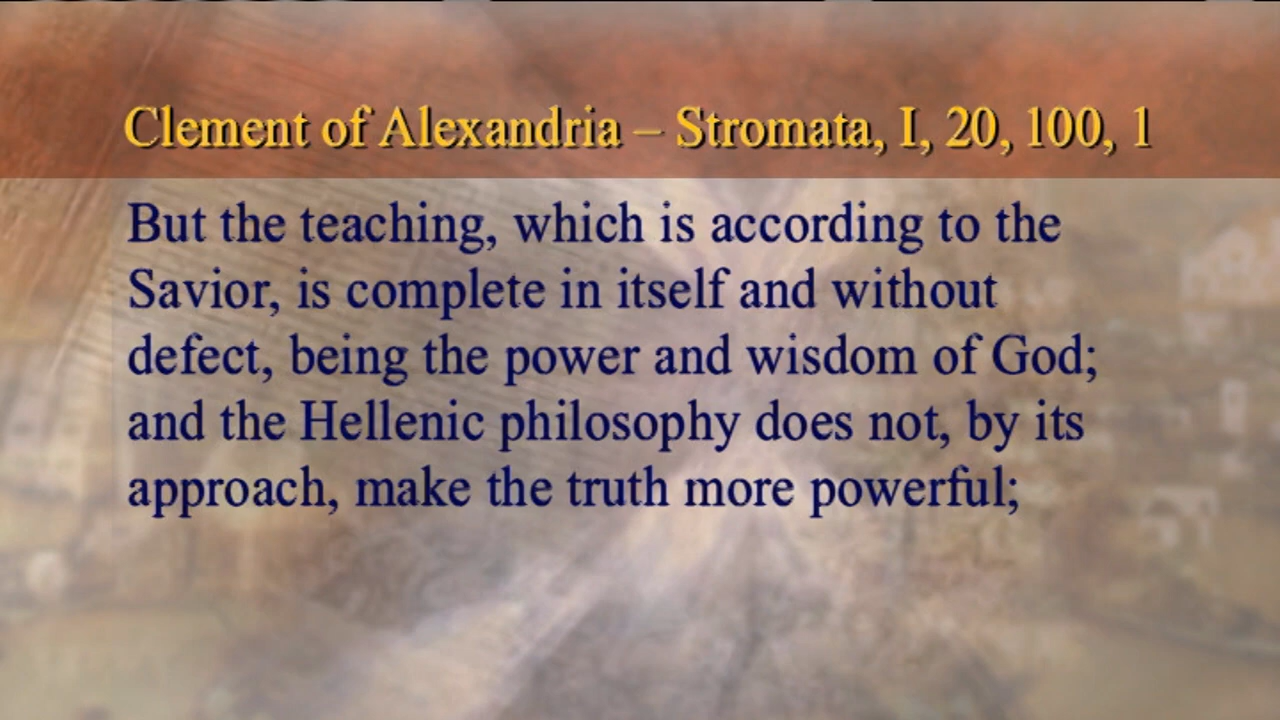 Clement of Alexandria – Stromata, I, 20, 100, 1
But the teaching, which is according to the
Savior, is complete in itself and without
defect, being the power and wisdom of God;
and the Hellenic philosophy does not, by its
approach, make the truth more powerful;